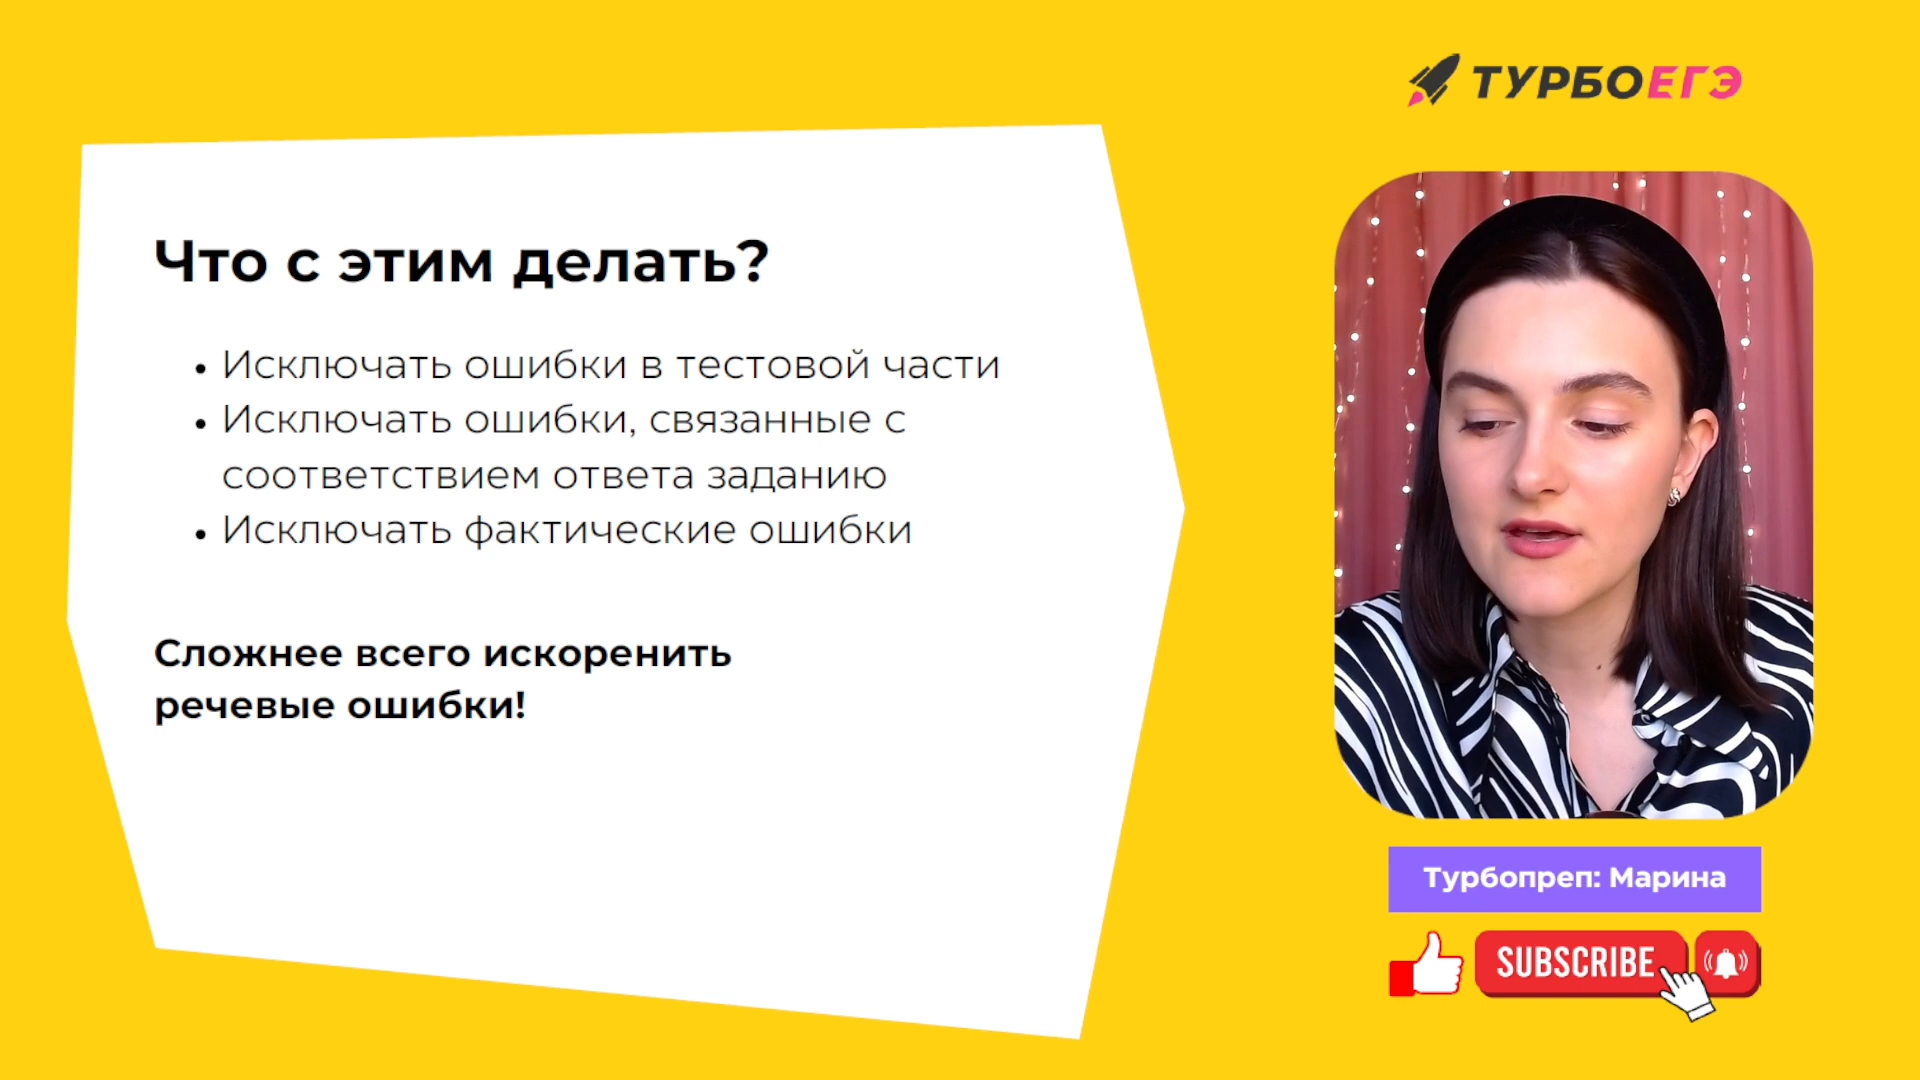 ТУРБОЕГЭ
Что с этим делать?
• Исключать ошибки в тестовой части
• Исключать ошибки, связанные с
соответствием ответа заданию
• Исключать фактические ошибки
Сложнее всего искоренить
речевые ошибки!
Турбопреп: Марина
SUBSCRIBE